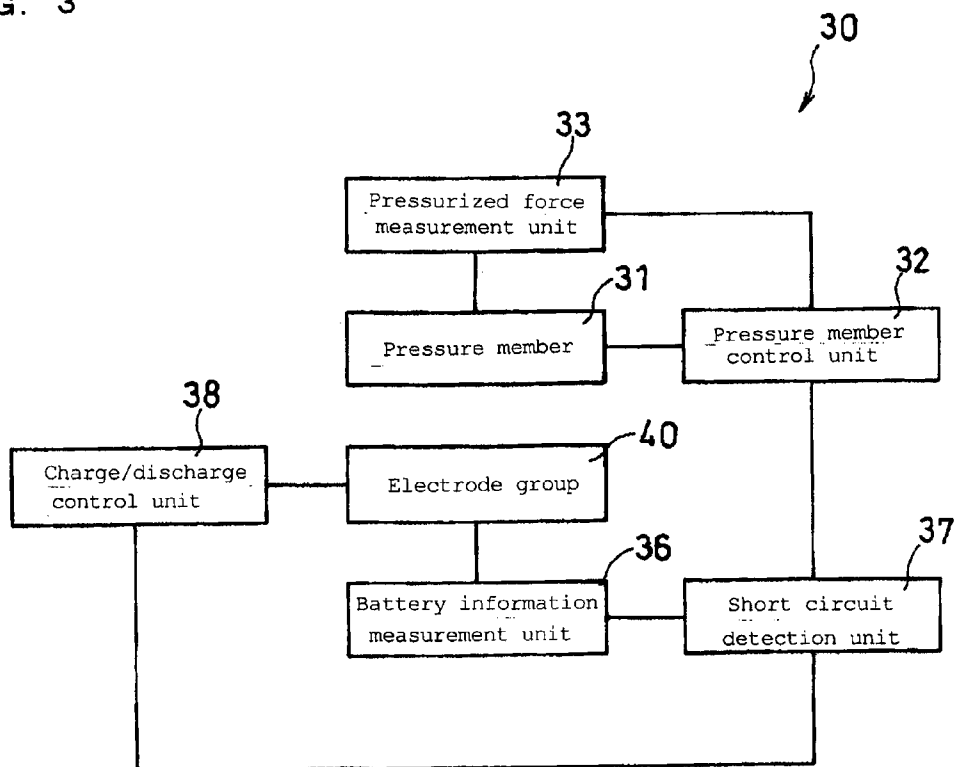 G. 3
30
33
Pressurized force
measurement unit
31
Pressure member
32
Pressure member
control unit
38
Charge/discharge
control unit
40
Electrode group
36
Battery information
measurement unit
37
Short circuit
detection unit